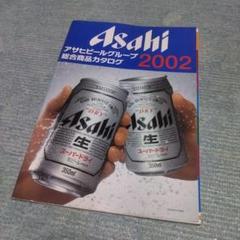 Asahi
アサヒビールグループ
総合商品カタログ
2002
Asahi
生
スーパードライ
350ml
Asahi
生
スーパードライ
350ml